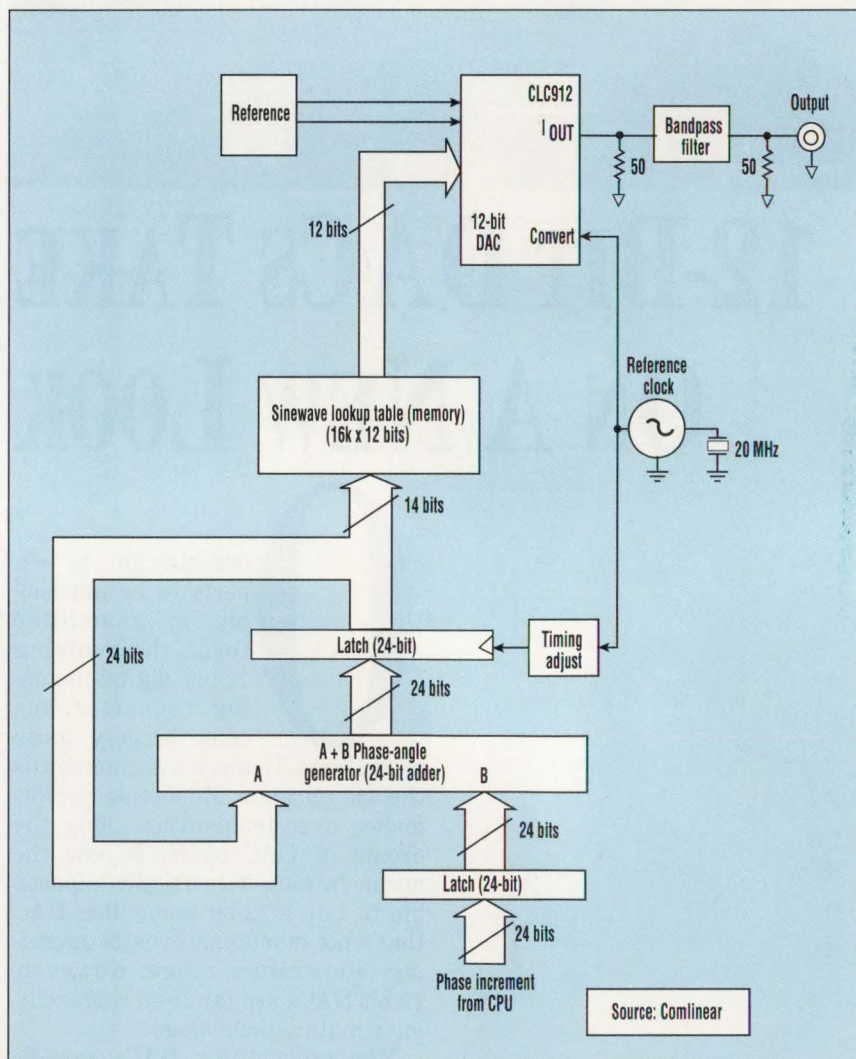 CLC912
Reference
I OUT
Bandpass
filter
Output
50
50
12 bits
12-bit
DAC
Convert
Reference
clock
20 MHz
Sinewave lookup table (memory)
(16k x 12 bits)
14 bits
Latch (24-bit)
Timing
adjust
24 bits
24 bits
A + B Phase-angle
generator (24-bit adder)
A
B
24 bits
Latch (24-bit)
24 bits
Phase increment
from CPU
Source: Comlinear